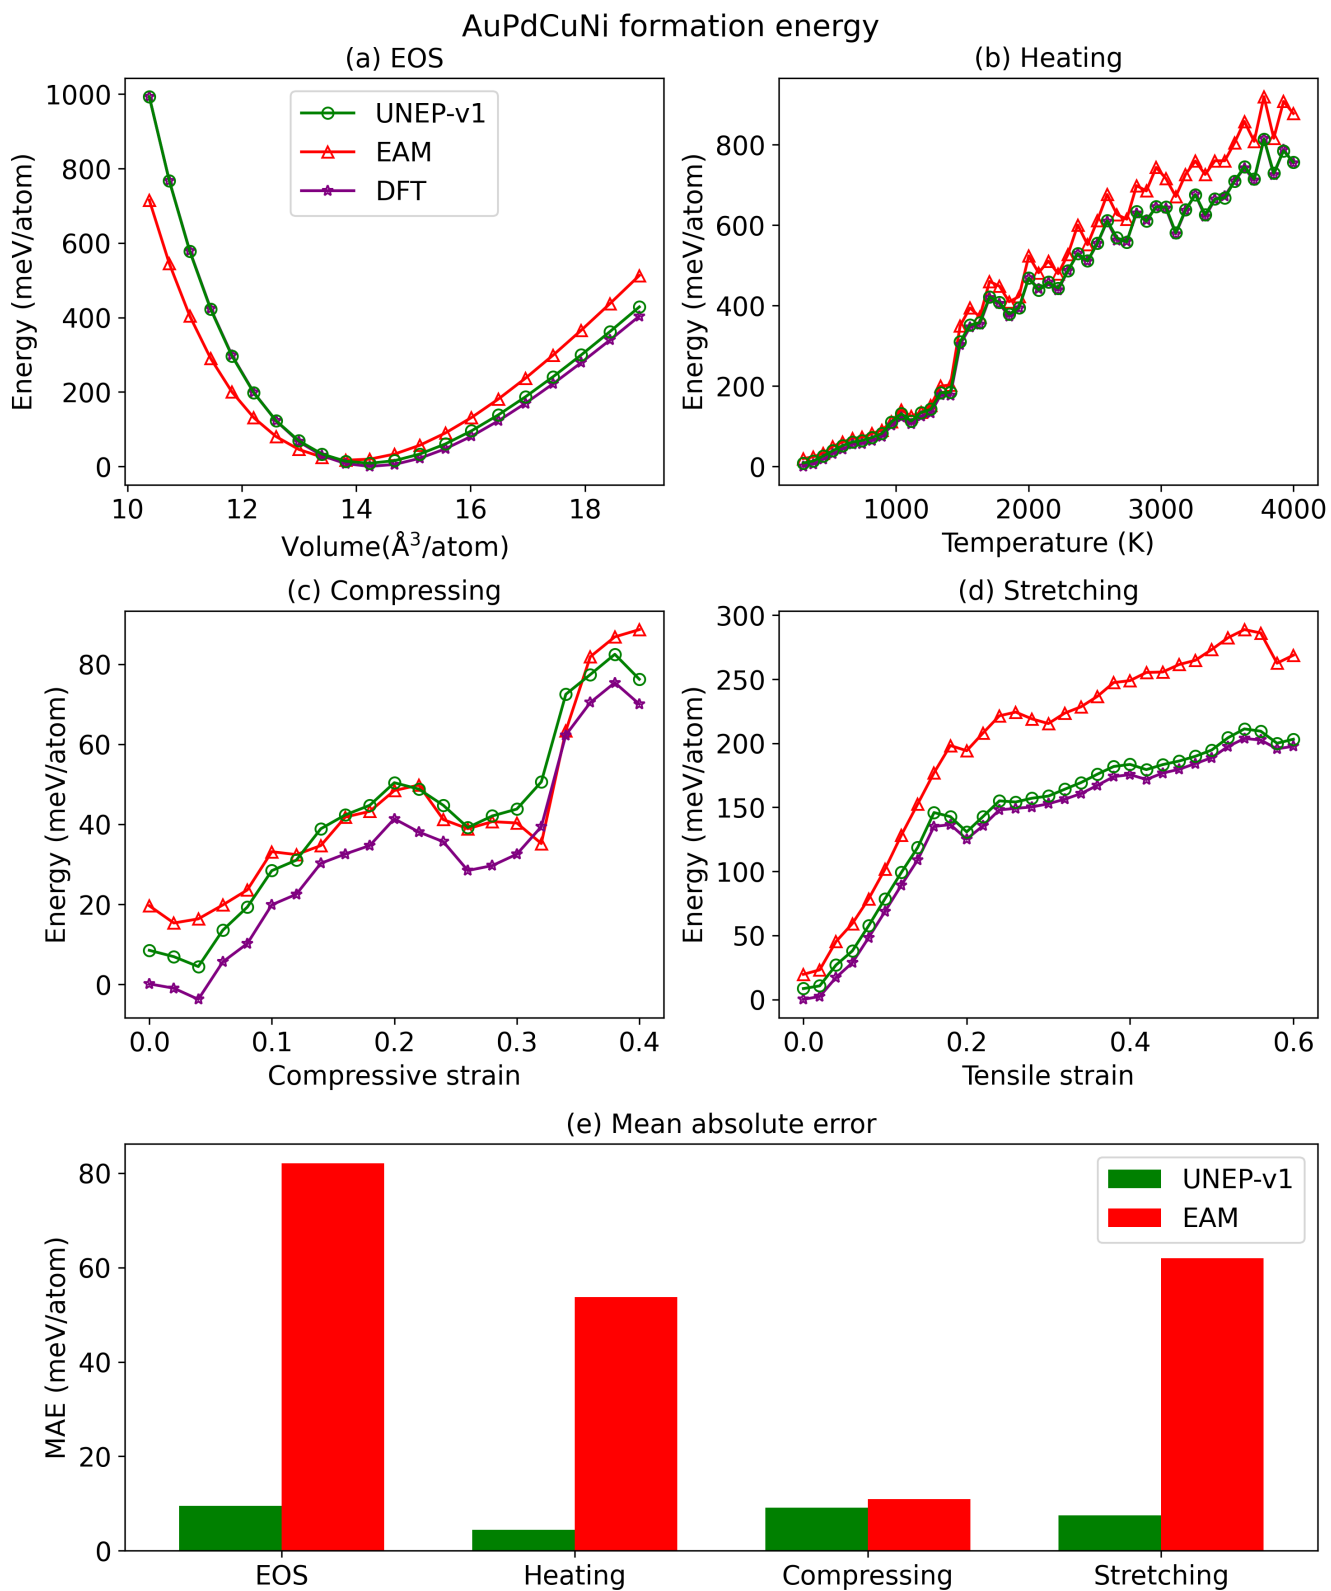 AuPdCuNi formation energy
(a) EOS
1000
800
600
400
200
0
Energy (meV/atom)
UNEP-v1
EAM
DFT
10 12 14 16 18
Volume(Å³/atom)
(b) Heating
800
600
400
200
0
Energy (meV/atom)
1000 2000 3000 4000
Temperature (K)
(c) Compressing
80
60
40
20
0
Energy (meV/atom)
0.0 0.1 0.2 0.3 0.4
Compressive strain
(d) Stretching
300
250
200
150
100
50
0
Energy (meV/atom)
0.0 0.2 0.4 0.6
Tensile strain
(e) Mean absolute error
80
60
40
20
0
MAE (meV/atom)
UNEP-v1
EAM
EOS Heating Compressing Stretching